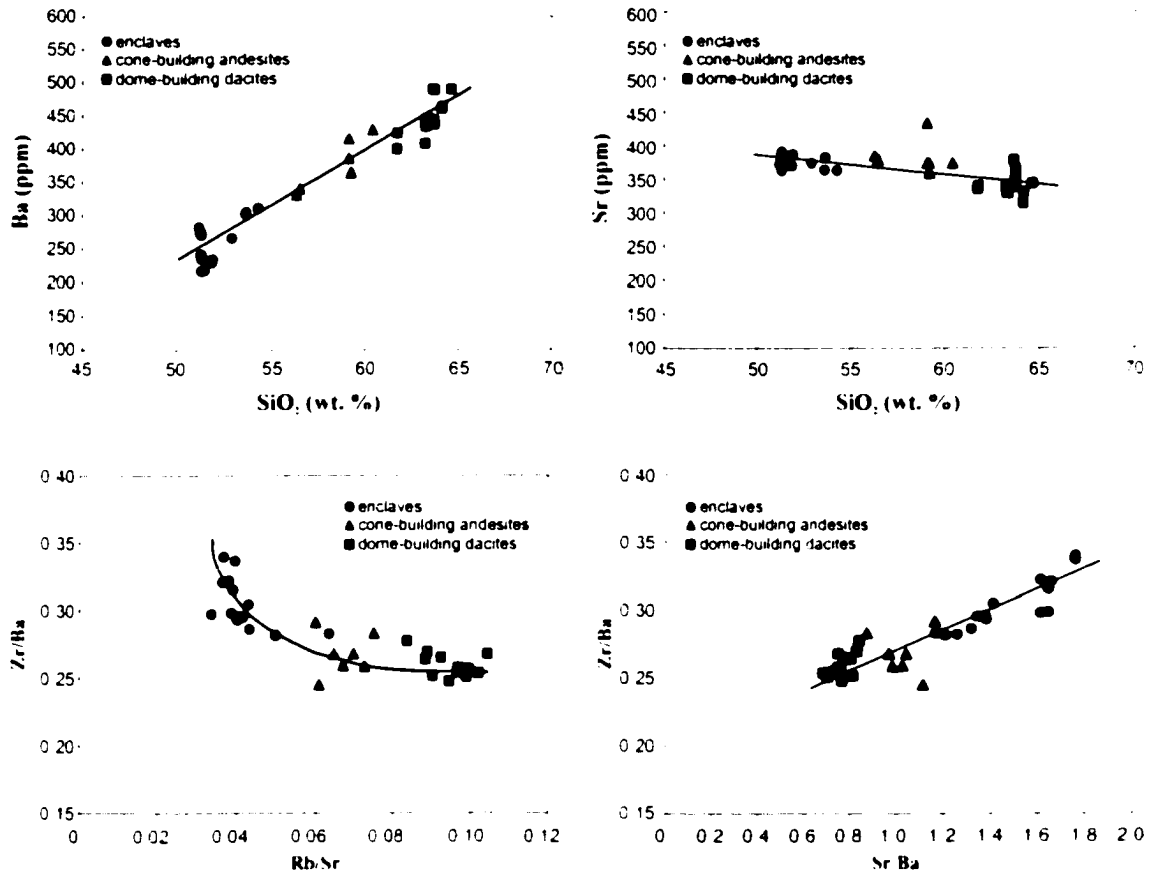 600
550
500
450
400
350
300
250
200
150
100
Ba (ppm)
● enclaves
▲ cone-building andesites
■ dome-building dacites
45 50 55 60 65 70
SiO₂ (wt. %)
600
550
500
450
400
350
300
250
200
150
100
Sr (ppm)
● enclaves
▲ cone-building andesites
■ dome-building dacites
45 50 55 60 65 70
SiO₂ (wt. %)
0 40
0 35
0 30
0 25
0 20
0 15
Zr/Ba
● enclaves
▲ cone-building andesites
■ dome-building dacites
0 0 02 0 04 0 06 0 08 0 10 0 12
Rb/Sr
0 40
0 35
0 30
0 25
0 20
0 15
Zr/Ba
● enclaves
▲ cone-building andesites
■ dome-building dacites
0 0 2 0 4 0 6 0 8 1 0 1 2 1 4 1 6 1 8 2 0
Sr Ba